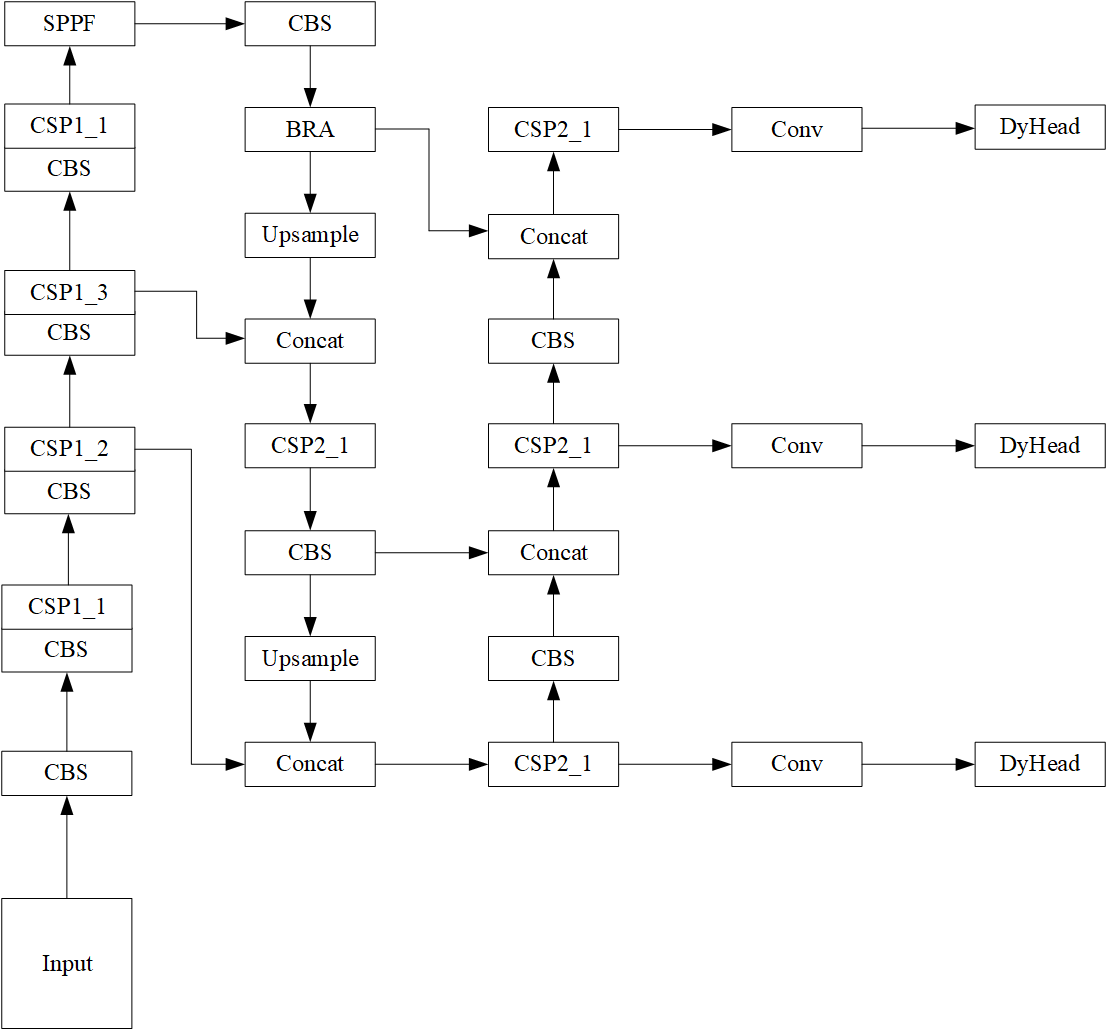 SPPF
CBS
CSP1_1
CBS
BRA
CSP2_1
Conv
DyHead
Upsample
Concat
CSP1_3
CBS
Concat
CBS
CSP1_2
CBS
CSP2_1
CSP2_1
Conv
DyHead
CBS
Concat
CSP1_1
CBS
Upsample
CBS
CBS
Concat
CSP2_1
Conv
DyHead
Input